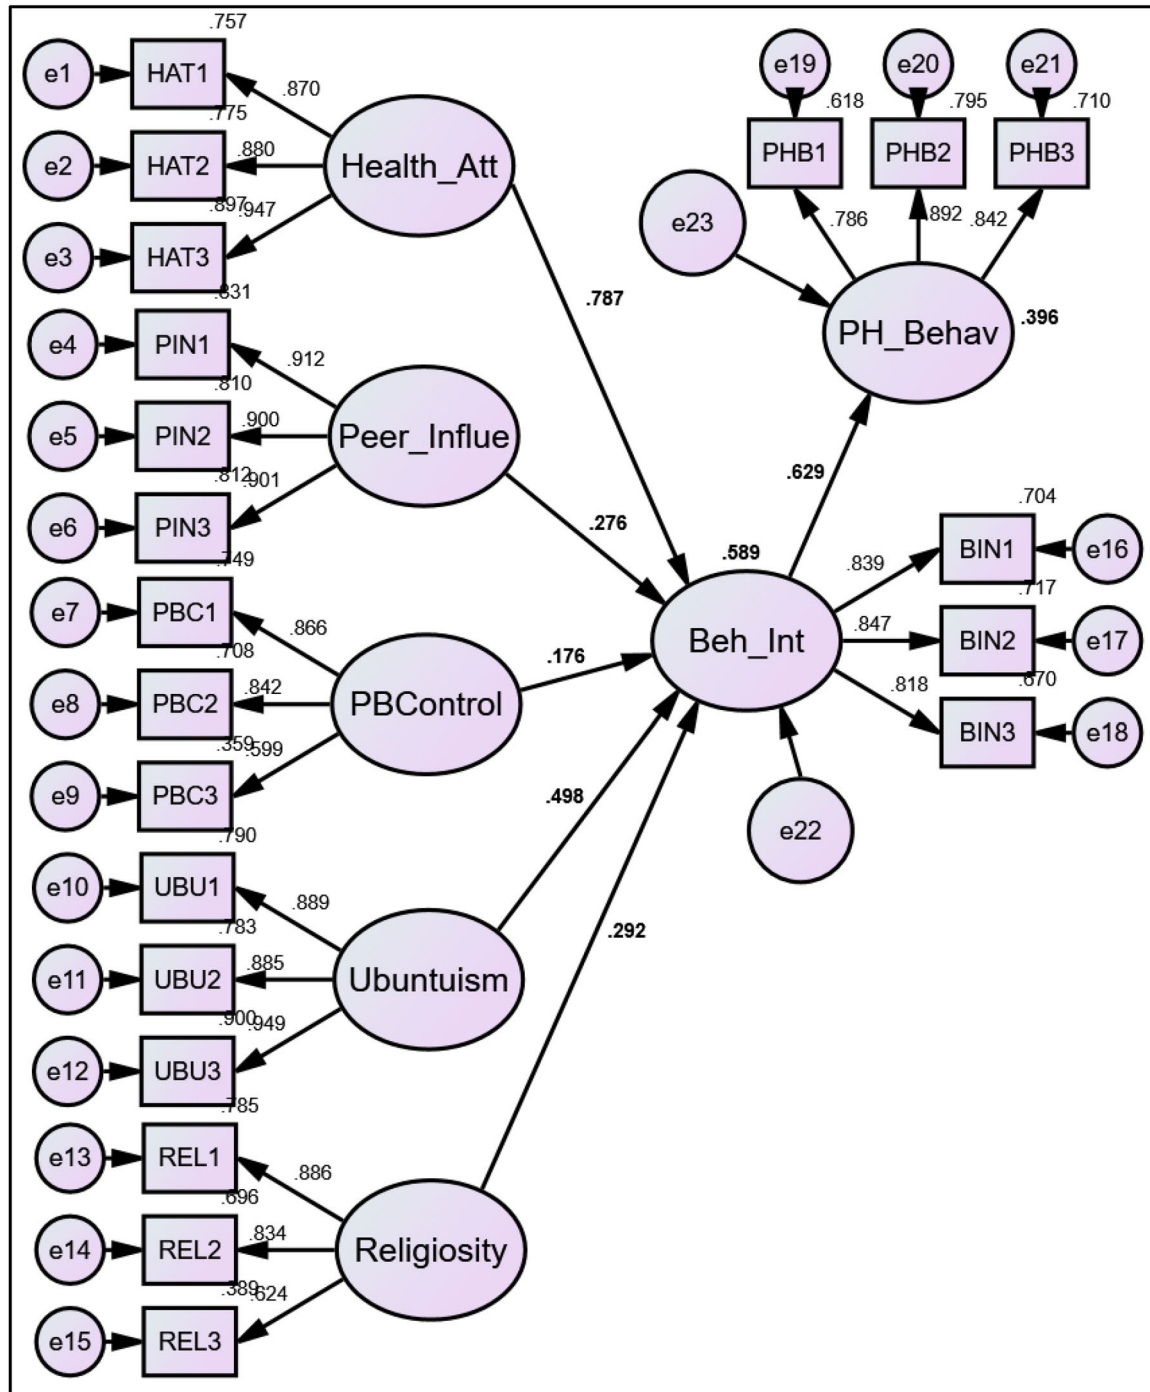 .757
e1
HAT1
.870
.775
e2
HAT2
.880
.897
.947
e3
HAT3
Health_Att
.831
e4
PIN1
.912
.810
e5
PIN2
.900
.812
.901
e6
PIN3
Peer_Influe
.749
e7
PBC1
.866
.708
e8
PBC2
.842
.359
.599
e9
PBC3
PBControl
.790
e10
UBU1
.889
.783
e11
UBU2
.885
.900
.949
e12
UBU3
Ubuntuism
.785
e13
REL1
.886
.696
e14
REL2
.834
.389
.624
e15
REL3
Religiosity
.787
.276
.176
.498
.292
.589
Beh_Int
e22
.629
e19
e20
e21
.618
.795
.710
PHB1
PHB2
PHB3
.786
.892
.842
e23
PH_Behav
.396
.704
.839
BIN1
e16
.717
.847
BIN2
e17
.670
.818
BIN3
e18